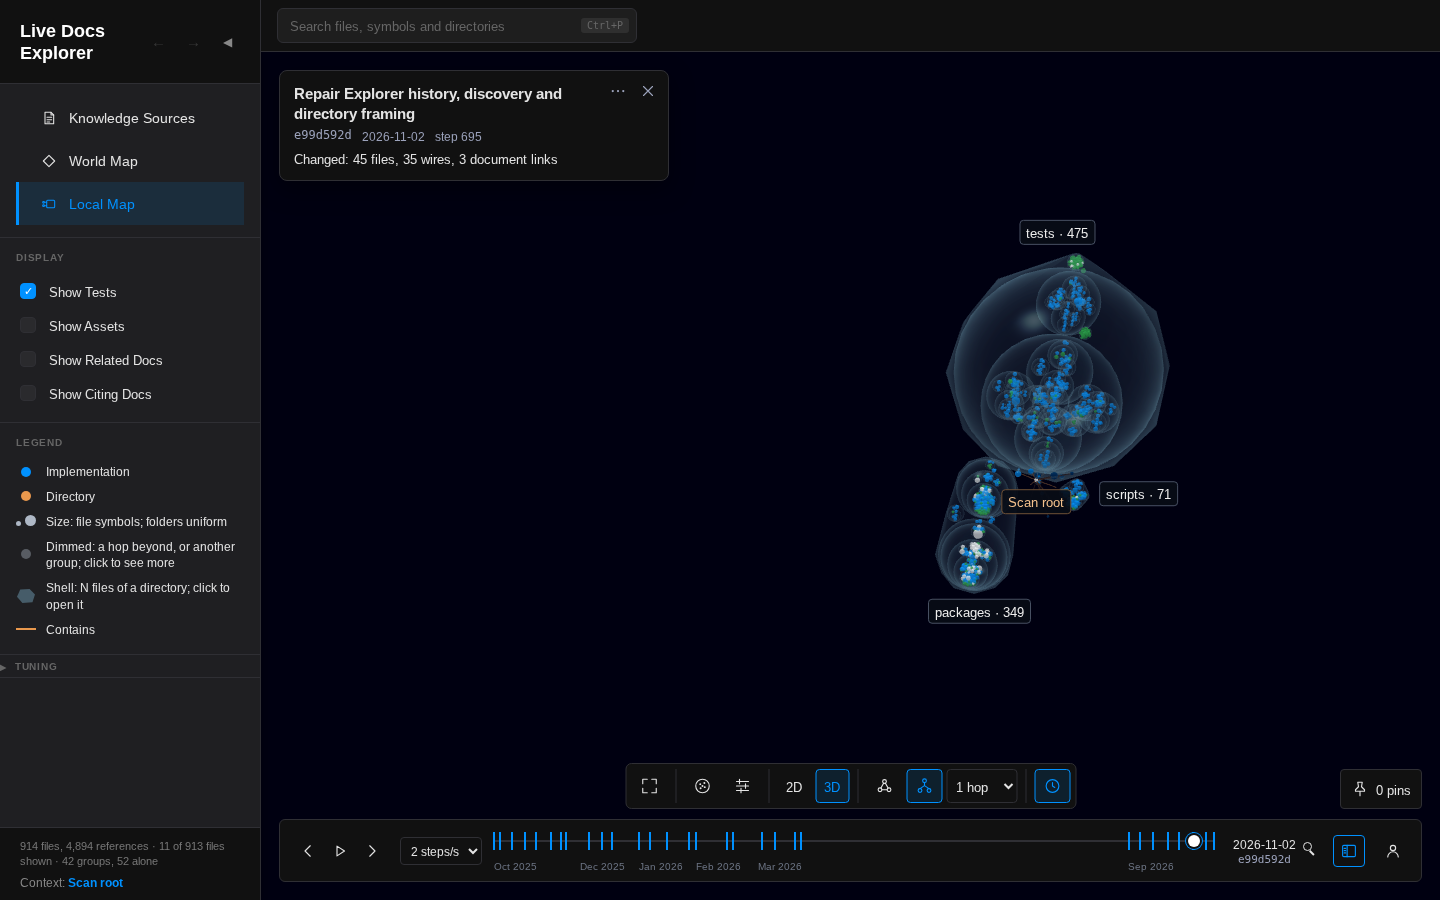 Live Docs
Explorer
Search files, symbols and directories
Ctrl+P
Knowledge Sources
World Map
Local Map
DISPLAY
Show Tests
Show Assets
Show Related Docs
Show Citing Docs
LEGEND
Implementation
Directory
Size: file symbols; folders uniform
Dimmed: a hop beyond, or another
group; click to see more
Shell: N files of a directory; click to
open it
Contains
TUNING
914 files, 4,894 references · 11 of 913 files
shown · 42 groups, 52 alone
Context: Scan root
Repair Explorer history, discovery and
directory framing
e99d592d 2026-11-02 step 695
Changed: 45 files, 35 wires, 3 document links
tests · 475
Scan root
scripts · 71
packages · 349
2D
3D
1 hop
0 pins
2 steps/s
Oct 2025
Dec 2025
Jan 2026
Feb 2026
Mar 2026
Sep 2026
2026-11-02
e99d592d